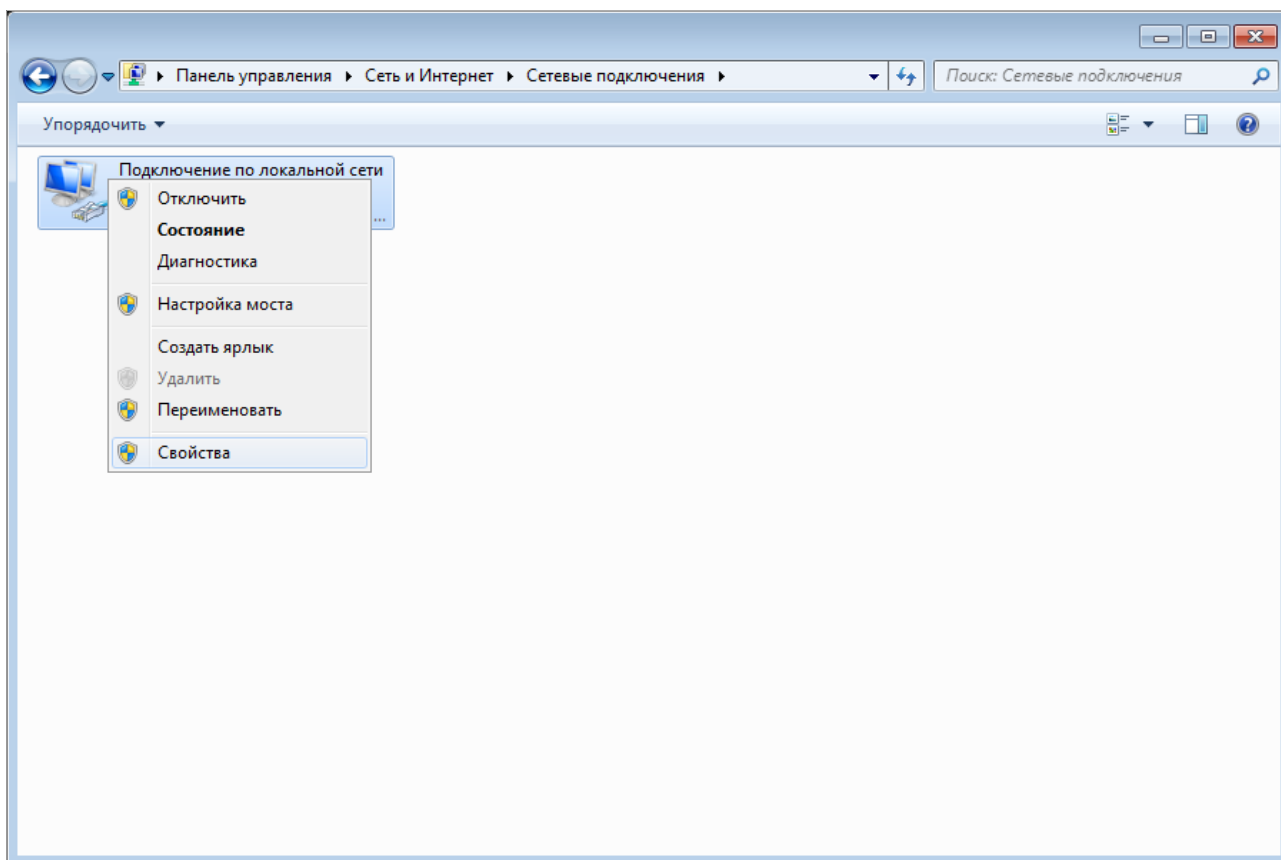 Панель управления Сеть и Интернет Сетевые подключения Поиск: Сетевые подключения
Упорядочить
Подключение по локальной сети
...
Отключить
Состояние
Диагностика
Настройка моста
Создать ярлык
Удалить
Переименовать
Свойства